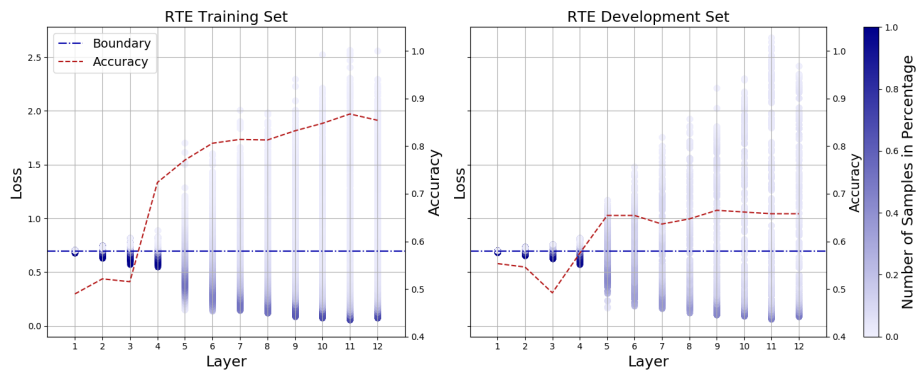 RTE Training Set
RTE Development Set
Boundary
Accuracy
2.5
2.0
1.5
1.0
0.5
0.0
Loss
1 2 3 4 5 6 7 8 9 10 11 12
Layer
1.0
0.9
0.8
0.7
0.6
0.5
0.4
Accuracy
Loss
1 2 3 4 5 6 7 8 9 10 11 12
Layer
1.0
0.9
0.8
0.7
0.6
0.5
0.4
Accuracy
1.0
0.8
0.6
0.4
0.2
0.0
Number of Samples in Percentage